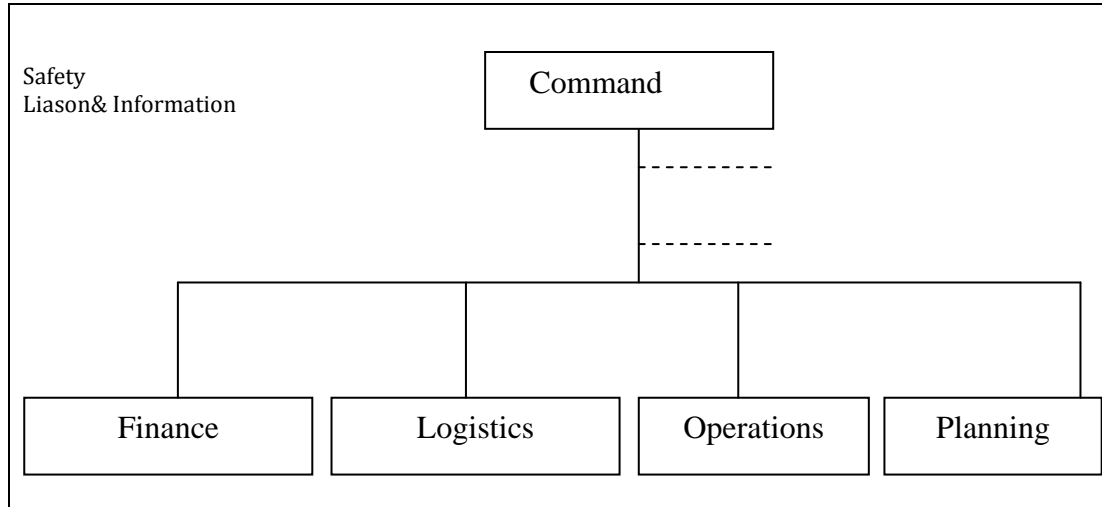 Safety
Liason& Information
Command
Finance
Logistics
Operations
Planning